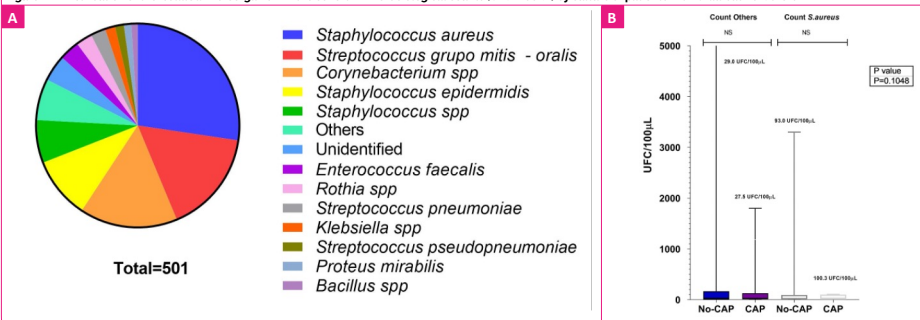 A
Staphylococcus aureus
Streptococcus grupo mitis - oralis
Corynebacterium spp
Staphylococcus epidermidis
Staphylococcus spp
Others
Unidentified
Enterococcus faecalis
Rothia spp
Streptococcus pneumoniae
Klebsiella spp
Streptococcus pseudopneumoniae
Proteus mirabilis
Bacillus spp
Total=501
B
Count Others Count S.aureus
NS NS
5000
4000
3000
2000
1000
0
UFC/100µL
29.0 UFC/100µL
27.5 UFC/100µL
93.0 UFC/100µL
100.3 UFC/100µL
P value
P=0.1048
No-CAP CAP No-CAP CAP